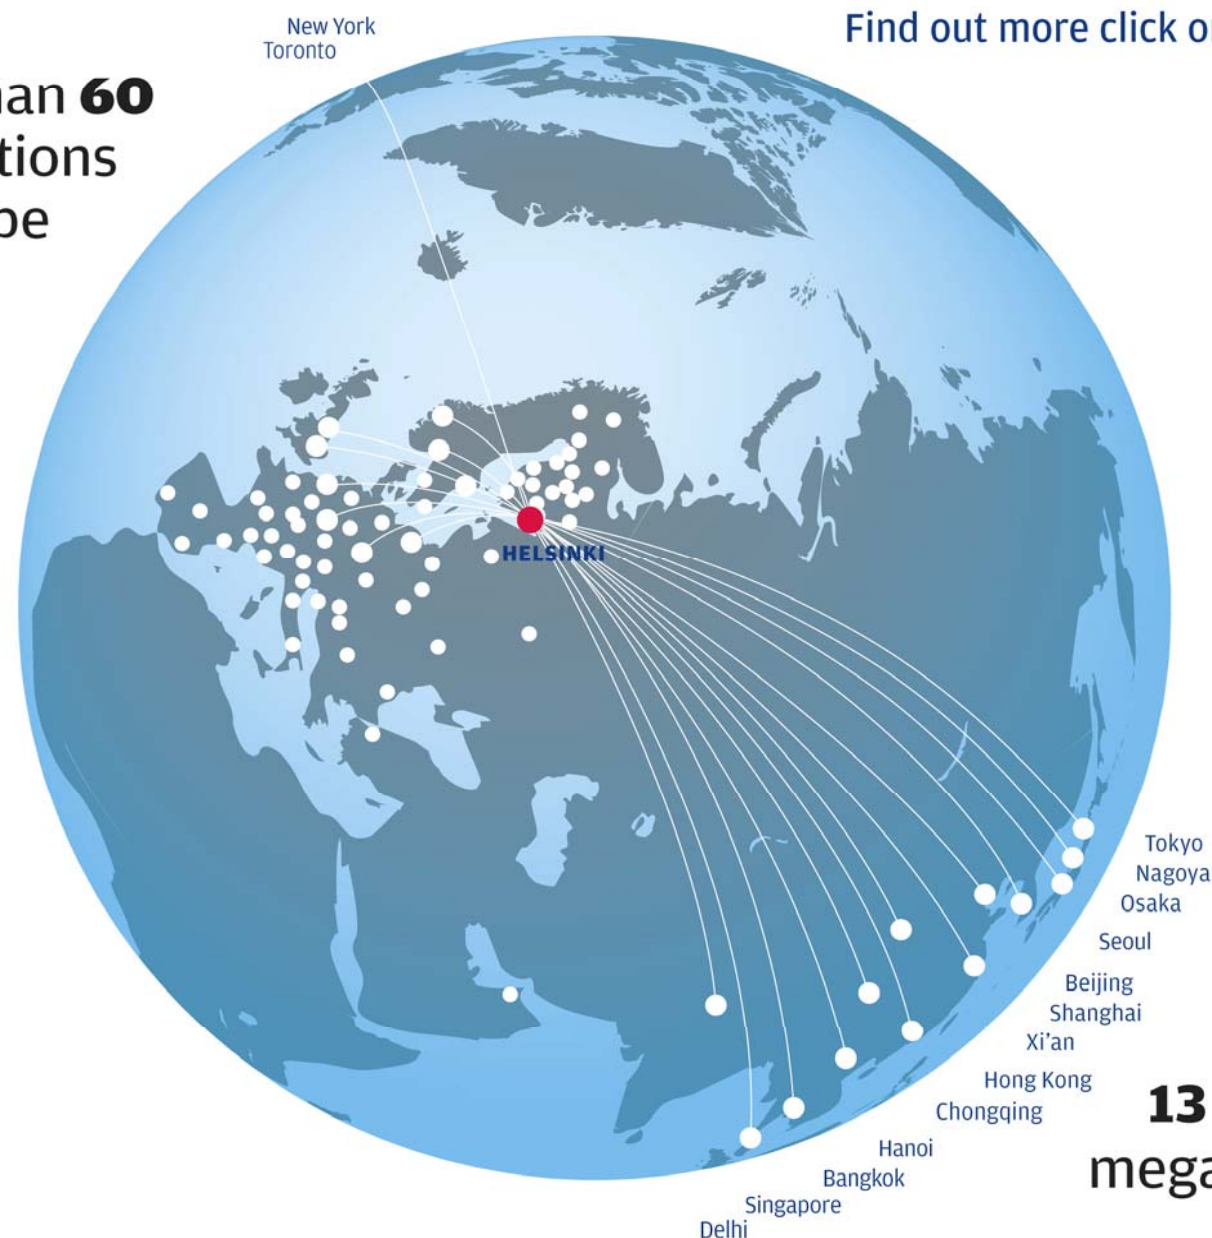 New York
Toronto
Find out more click o
an 60
tions
pe
HELSINKI
Tokyo
Nagoya
Osaka
Seoul
Beijing
Shanghai
Xi'an
Hong Kong
Chongqing
Hanoi
Bangkok
Singapore
Delhi
13
mega